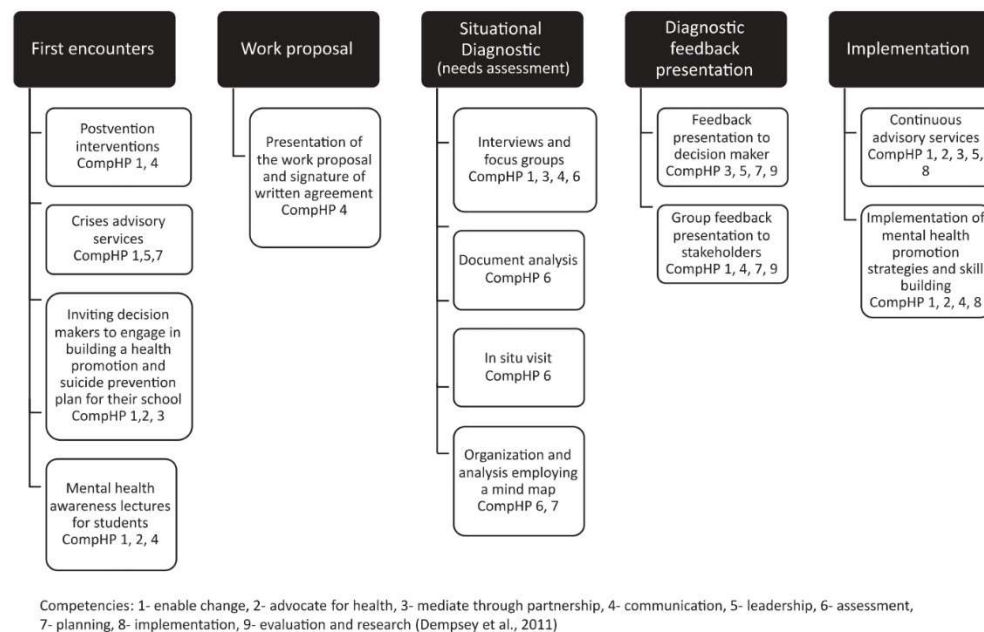 First encounters
Postvention
interventions
CompHP 1, 4
Crises advisory
services
CompHP 1,5,7
Inviting decision
makers to engage in
building a health
promotion and
suicide prevention
plan for their school
CompHP 1,2, 3
Mental health
awareness lectures
for students
CompHP 1, 2, 4
Work proposal
Presentation of
the work proposal
and signature of
written agreement
CompHP 4
Situational
Diagnostic
(needs assessment)
Interviews and
focus groups
CompHP 1, 3, 4, 6
Document analysis
CompHP 6
In situ visit
CompHP 6
Organization and
analysis employing
a mind map
CompHP 6, 7
Diagnostic
feedback
presentation
Feedback
presentation to
decision maker
CompHP 3, 5, 7, 9
Group feedback
presentation to
stakeholders
CompHP 1, 4, 7, 9
Implementation
Continuous
advisory services
CompHP 1, 2, 3, 5,
8
Implementation of
mental health
promotion
strategies and skill
building
CompHP 1, 2, 4, 8
Competencies: 1- enable change, 2- advocate for health, 3- mediate through partnership, 4- communication, 5- leadership, 6- assessment,
7- planning, 8- implementation, 9- evaluation and research (Dempsey et al., 2011)